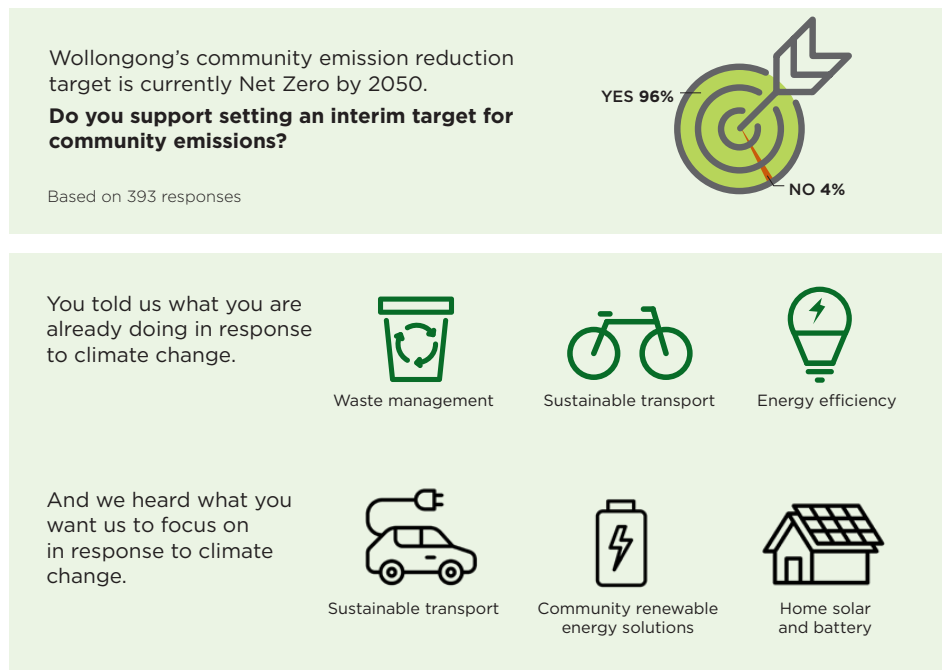 Wollongong’s community emission reduction
target is currently Net Zero by 2050.
Do you support setting an interim target for
community emissions?
Based on 393 responses
YES 96%
NO 4%
You told us what you are
already doing in response
to climate change.
Waste management
Sustainable transport
Energy efficiency
And we heard what you
want us to focus on
in response to climate
change.
Sustainable transport
Community renewable
energy solutions
Home solar
and battery